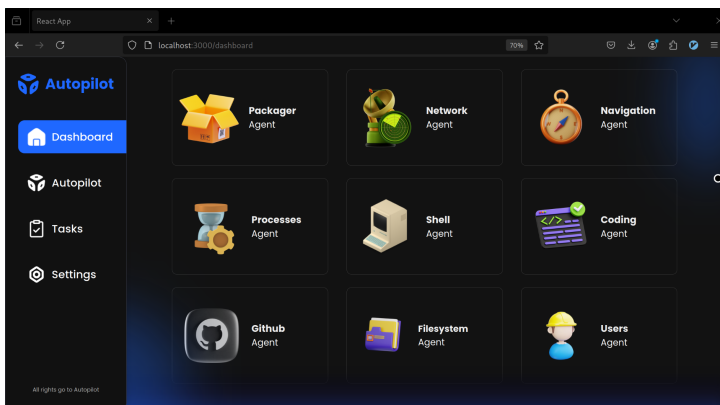 React App
localhost:3000/dashboard
70%
Autopilot
Dashboard
Autopilot
Tasks
Settings
All rights go to Autopilot
Packager
Agent
Network
Agent
Navigation
Agent
Processes
Agent
Shell
Agent
Coding
Agent
Github
Agent
Filesystem
Agent
Users
Agent